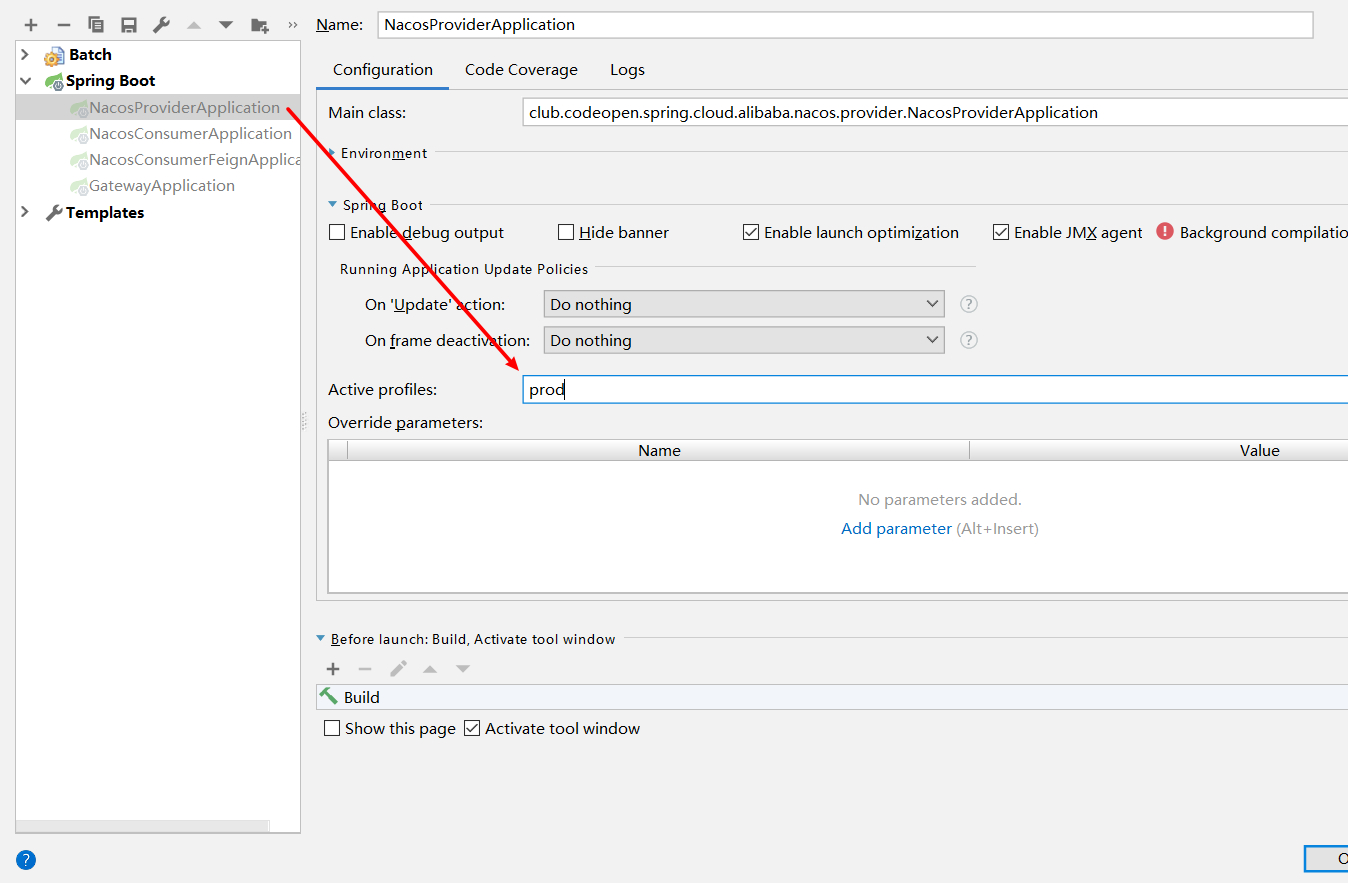 Name: NacosProviderApplication
Batch
Spring Boot
NacosProviderApplication
NacosConsumerApplication
NacosConsumerFeignApplica
GatewayApplication
Templates
Configuration Code Coverage Logs
Main class: club.codeopen.spring.cloud.alibaba.nacos.provider.NacosProviderApplication
Environment
Spring Boot
Enable debug output Hide banner Enable launch optimization Enable JMX agent Background compilatio
Running Application Update Policies
On 'Update' action: Do nothing ?
On frame deactivation: Do nothing ?
Active profiles: prod
Override parameters:
Name Value
No parameters added.
Add parameter (Alt+Insert)
Before launch: Build, Activate tool window
Build
Show this page Activate tool window
? O